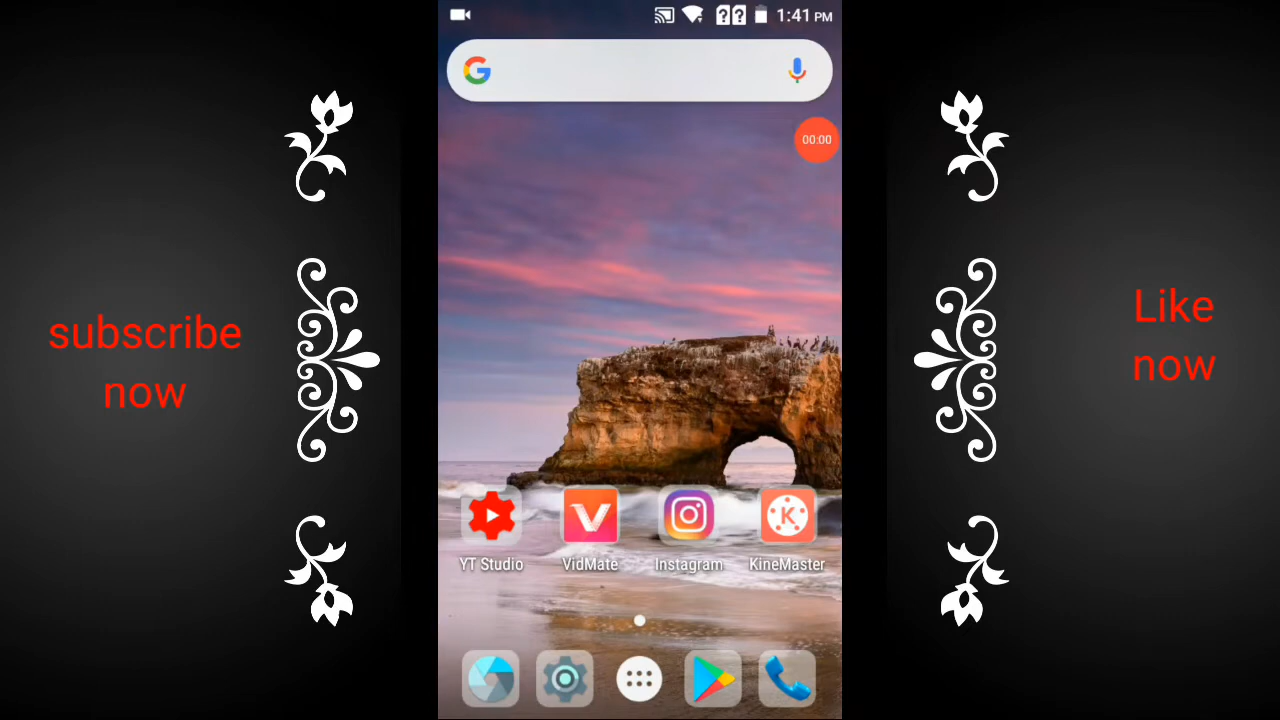 1:41 PM
00:00
subscribe
now
Like
now
YT Studio
VidMate
Instagram
KineMaster